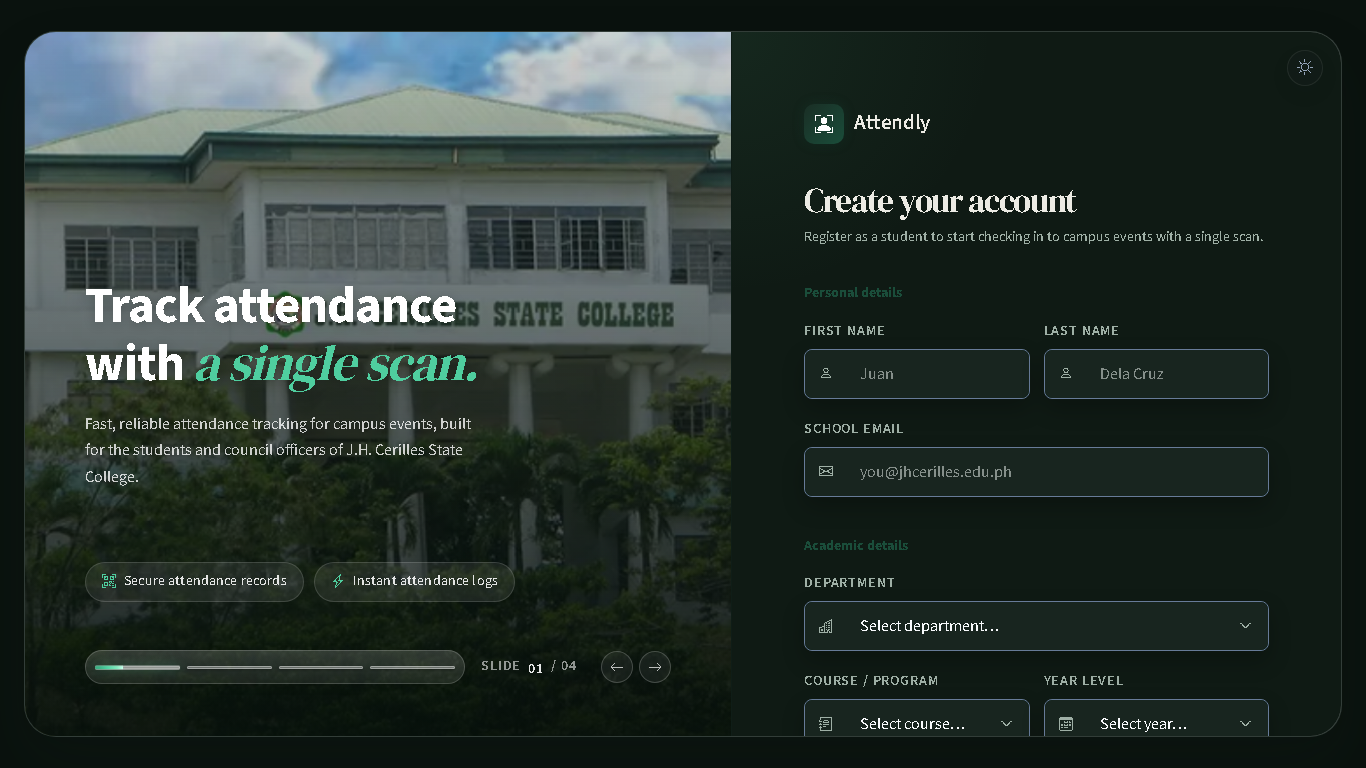 Track attendance
with a single scan.
STATE COLLEGE
Fast, reliable attendance tracking for campus events, built
for the students and council officers of J.H. Cerilles State
College.
Secure attendance records
Instant attendance logs
SLIDE 01 / 04
Attendly
Create your account
Register as a student to start checking in to campus events with a single scan.
Personal details
FIRST NAME
LAST NAME
Juan
Dela Cruz
SCHOOL EMAIL
you@jhcerilles.edu.ph
Academic details
DEPARTMENT
Select department...
COURSE / PROGRAM
YEAR LEVEL
Select course...
Select year...